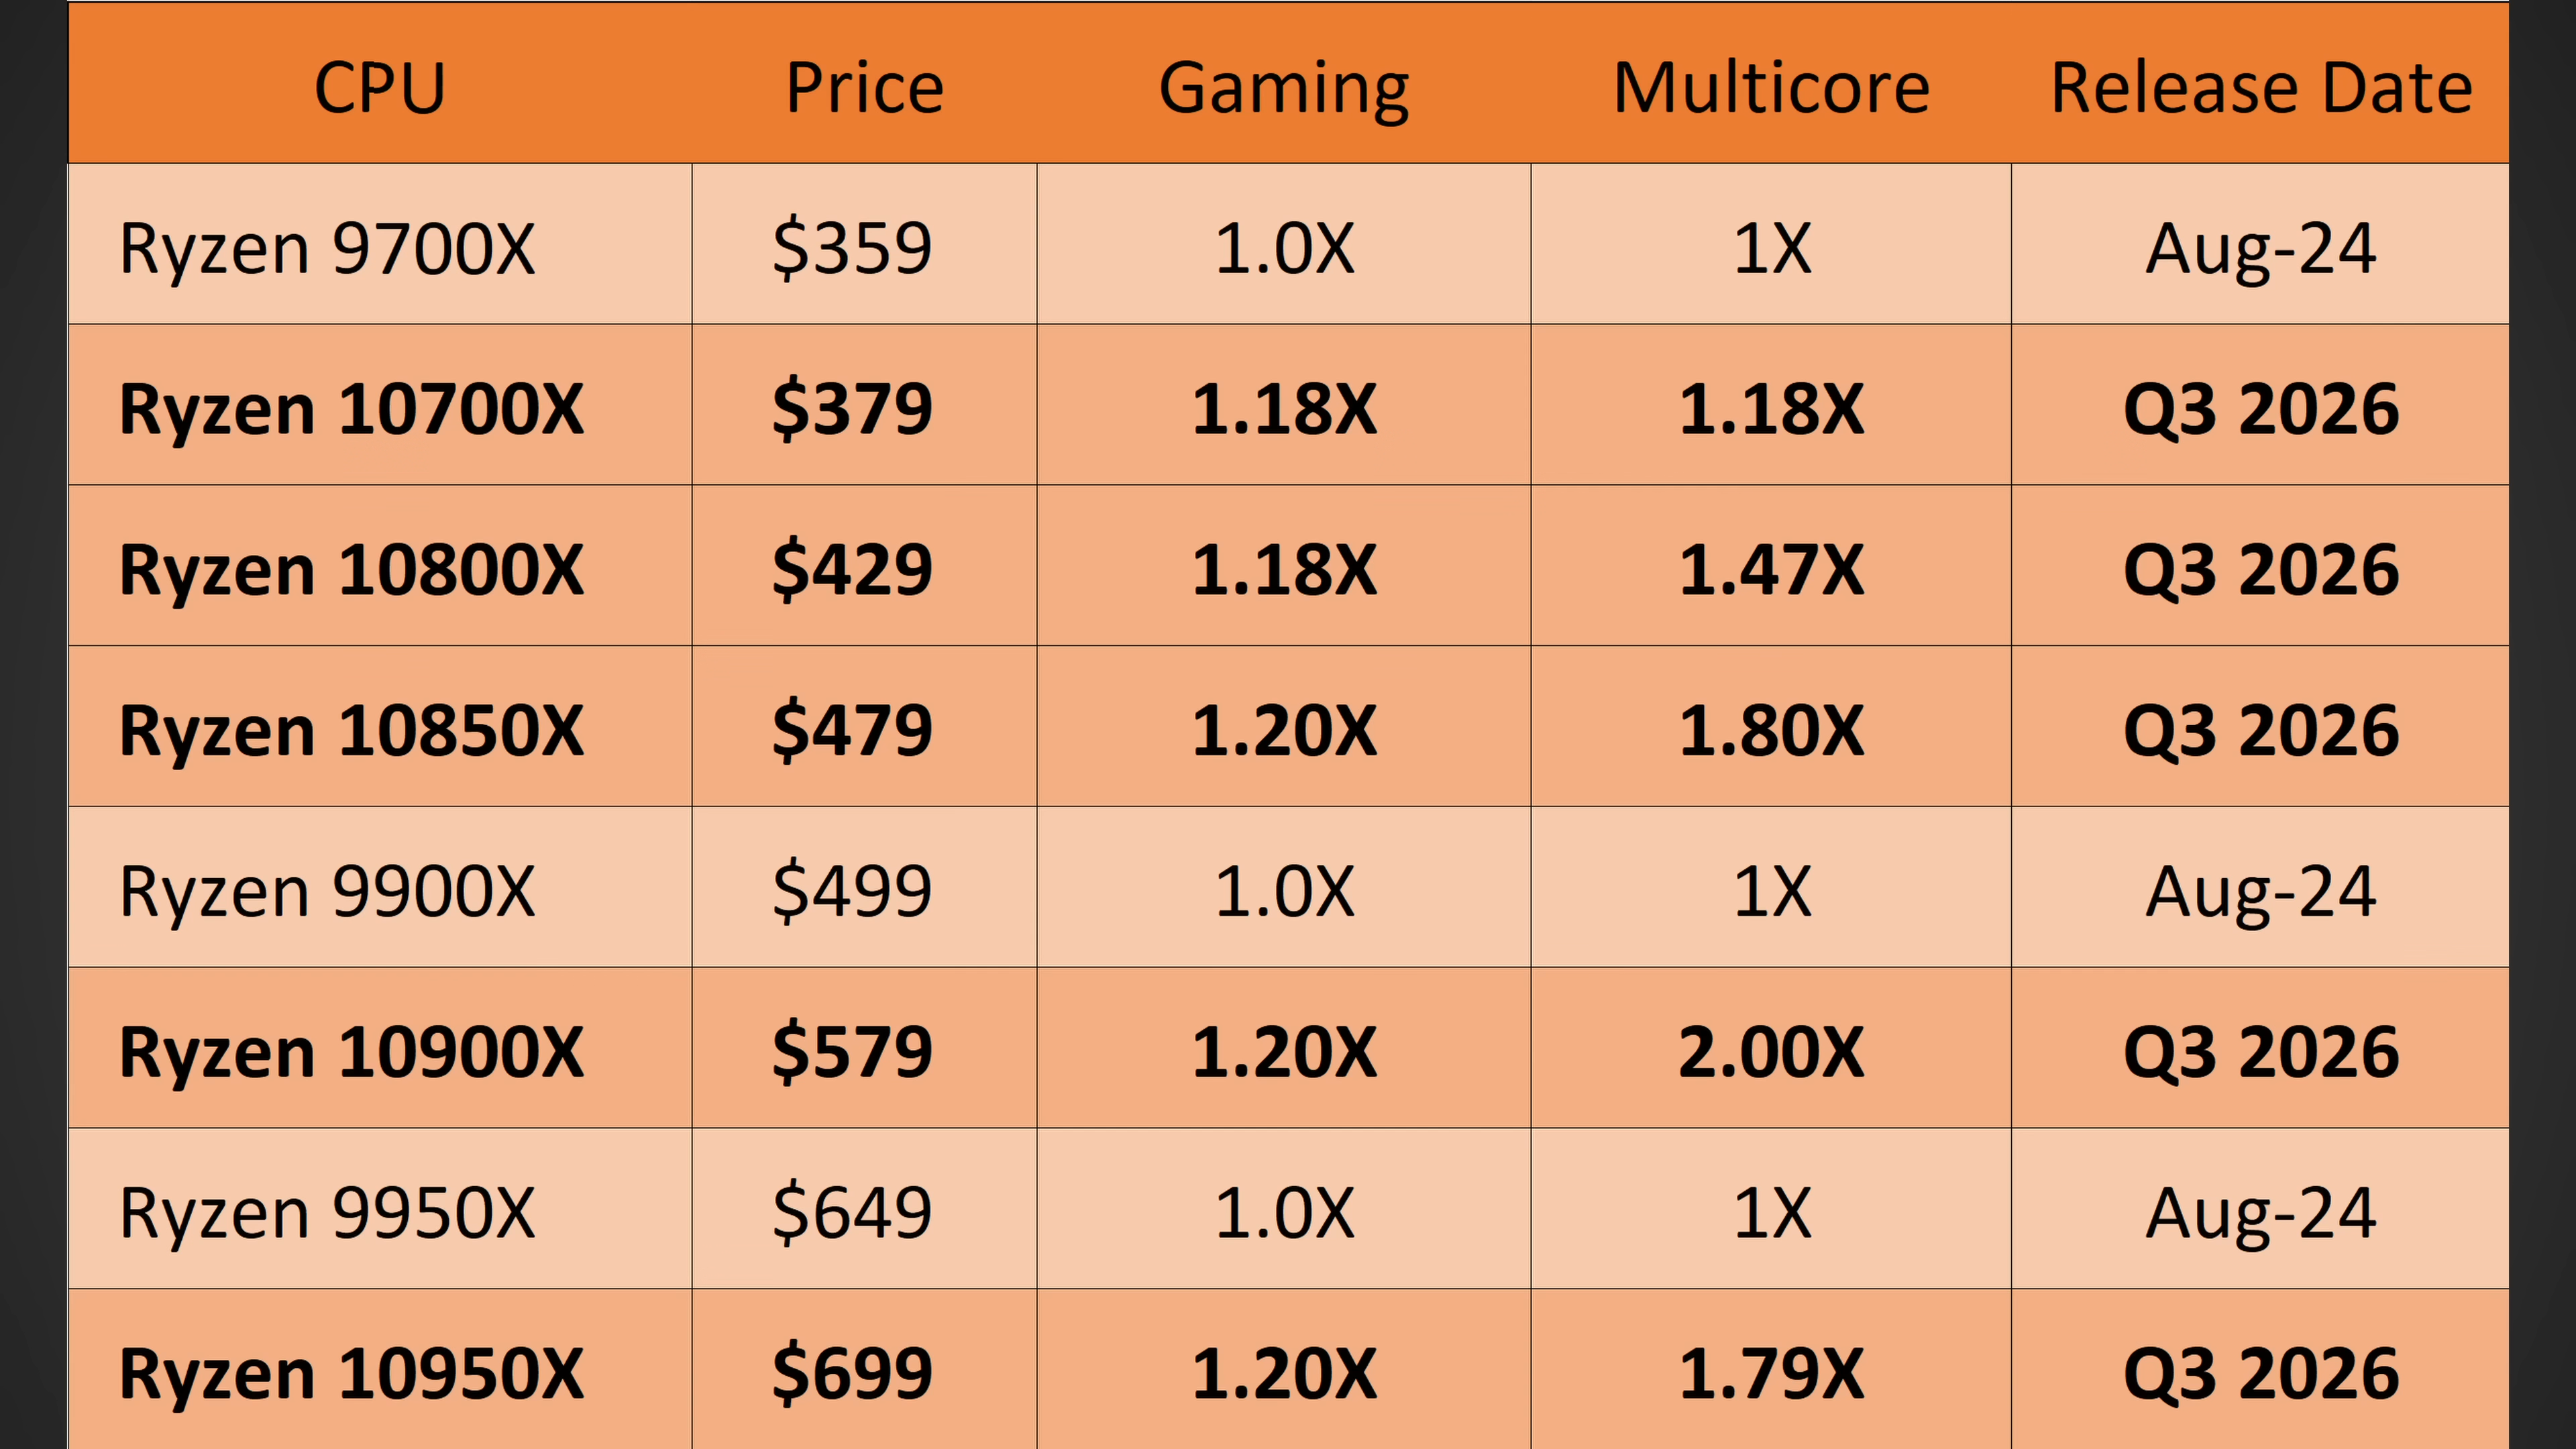 CPU Price Gaming Multicore Release Date
Ryzen 9700X $359 1.0X 1X Aug-24
Ryzen 10700X $379 1.18X 1.18X Q3 2026
Ryzen 10800X $429 1.18X 1.47X Q3 2026
Ryzen 10850X $479 1.20X 1.80X Q3 2026
Ryzen 9900X $499 1.0X 1X Aug-24
Ryzen 10900X $579 1.20X 2.00X Q3 2026
Ryzen 9950X $649 1.0X 1X Aug-24
Ryzen 10950X $699 1.20X 1.79X Q3 2026